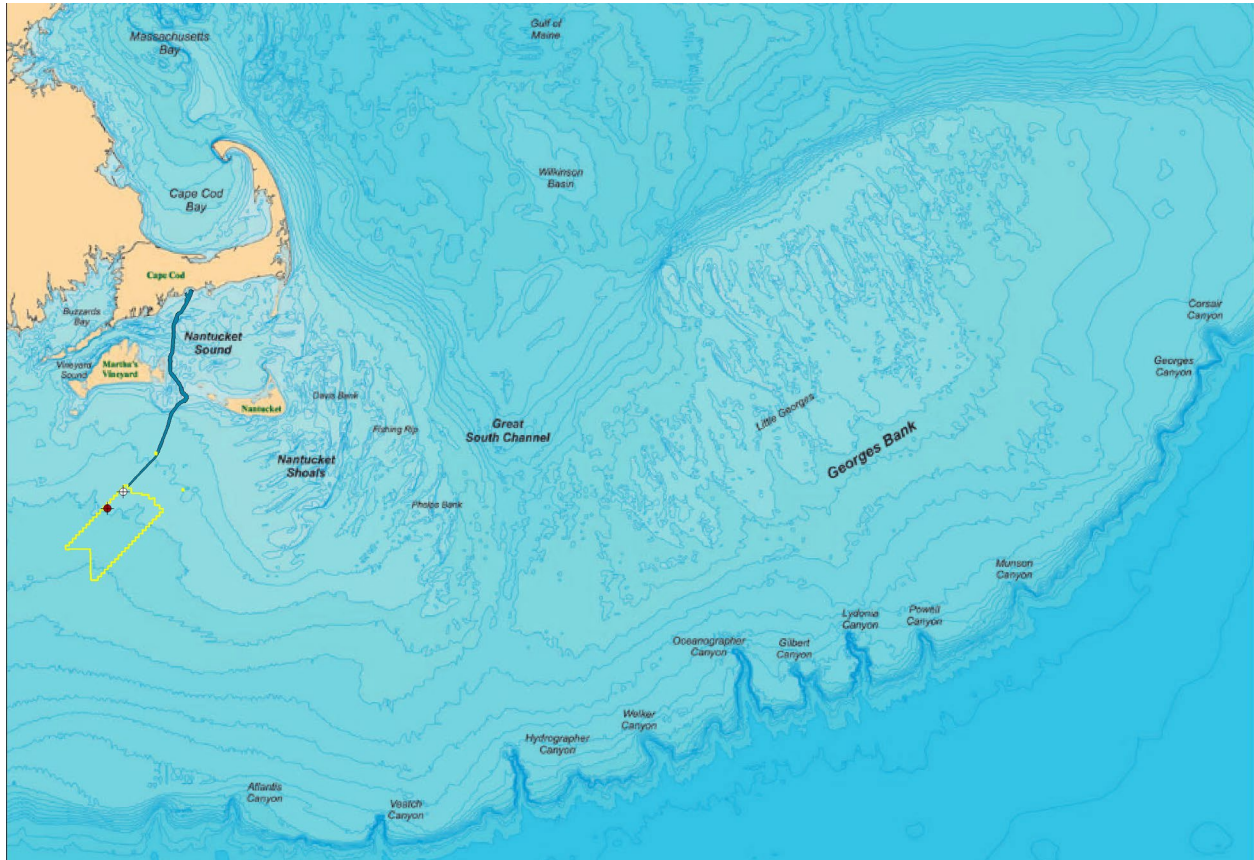 Massachusetts
Bay
Gulf of
Maine
Wilkinson
Basin
Cape Cod
Bay
Cape Cod
Buzzards
Bay
Nantucket
Sound
Corsair
Canyon
Georges
Canyon
Vineyard
Sound
Martha's
Vineyard
Nantucket
Davis Bank
Fishing Rip
Great
South Channel
Little Georges
Georges Bank
Nantucket
Shoals
Phelps Bank
Munson
Canyon
Oceanographer
Canyon
Gilbert
Canyon
Lydonia
Canyon
Powell
Canyon
Welker
Canyon
Hydrographer
Canyon
Atlantis
Canyon
Veatch
Canyon